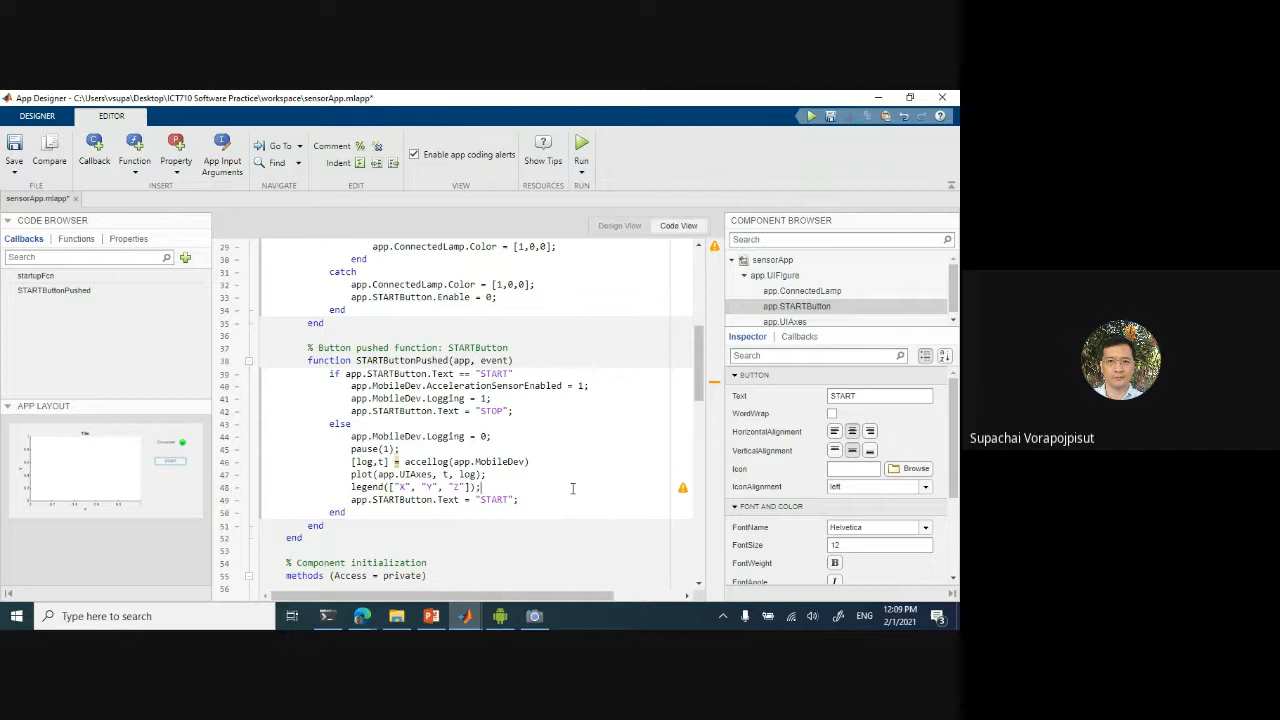 App Designer - C:\Users\vsupa\Desktop\ICT710 Software Practice\workspace\sensorApp.mlapp*
DESIGNER EDITOR
Save Compare Callback Function Property App Input Arguments Go To Find Comment Indent Enable app coding alerts Show Tips Run
FILE INSERT NAVIGATE EDIT VIEW RESOURCES RUN
sensorApp.mlapp*
CODE BROWSER
Callbacks Functions Properties
Search
startupFcn
STARTButtonPushed
APP LAYOUT
Title
START
Design View Code View
29 app.ConnectedLamp.Color = [1,0,0];
30 end
31 catch
32 app.ConnectedLamp.Color = [1,0,0];
33 app.STARTButton.Enable = 0;
34 end
35 end
36
37 % Button pushed function: STARTButton
38 function STARTButtonPushed(app, event)
39 if app.STARTButton.Text == "START"
40 app.MobileDev.AccelerationSensorEnabled = 1;
41 app.MobileDev.Logging = 1;
42 app.STARTButton.Text = "STOP";
43 else
44 app.MobileDev.Logging = 0;
45 pause(1);
46 [log,t] = accellog(app.MobileDev)
47 plot(app.UIAxes, t, log);
48 legend(["X", "Y", "Z"]);
49 app.STARTButton.Text = "START";
50 end
51 end
52 end
53
54 % Component initialization
55 methods (Access = private)
56
COMPONENT BROWSER
Search
sensorApp
app.UIFigure
app.ConnectedLamp
app.STARTButton
app.UIAxes
Inspector Callbacks
Search
BUTTON
Text START
WordWrap
HorizontalAlignment
VerticalAlignment
Icon Browse
IconAlignment left
FONT AND COLOR
FontName Helvetica
FontSize 12
FontWeight B
FontAngle I
Type here to search
ENG
12:09 PM
2/1/2021
3
Supachai Vorapojpisut